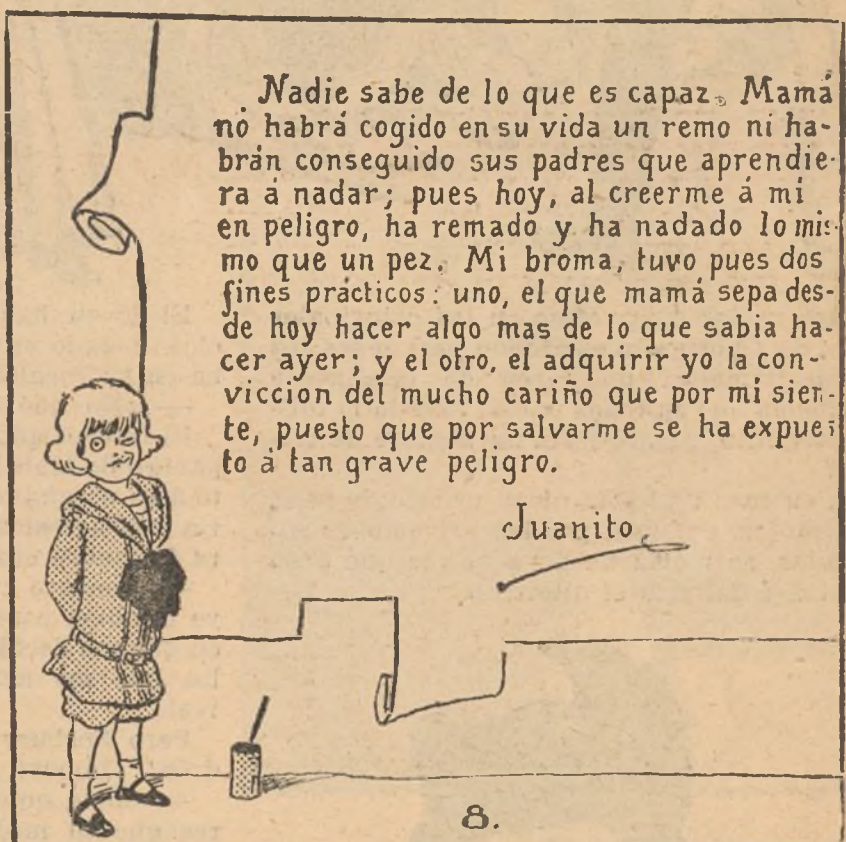 Nadie sabe de lo que es capaz. Mamá
no habrá cogido en su vida un remo ni ha-
brán conseguido sus padres que aprendie-
ra á nadar; pues hoy, al creerme á mi
en peligro, ha remado y ha nadado lo mis-
mo que un pez. Mi broma, tuvo pues dos
fines prácticos: uno, el que mamá sepa des-
de hoy hacer algo mas de lo que sabia ha-
cer ayer; y el otro, el adquirir yo la con-
viccion del mucho cariño que por mí sien-
te, puesto que por salvarme se ha expues
to á tan grave peligro.
Juanito
8.